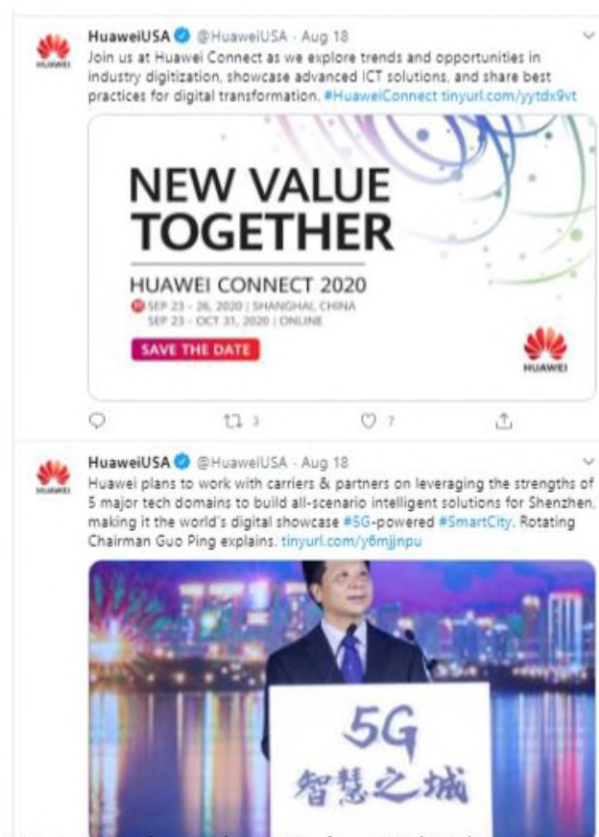 HuaweiUSA @HuaweiUSA · Aug 18
Join us at Huawei Connect as we explore trends and opportunities in
industry digitization, showcase advanced ICT solutions, and share best
practices for digital transformation. #HuaweiConnect tinyurl.com/yytdx9vt
HUAWEI
NEW VALUE
TOGETHER
HUAWEI CONNECT 2020
SEP 23 - 26, 2020 | SHANGHAI, CHINA
SEP 23 - OCT 31, 2020 | ONLINE
SAVE THE DATE
HUAWEI
3 7
HuaweiUSA @HuaweiUSA · Aug 18
Huawei plans to work with carriers & partners on leveraging the strengths of
5 major tech domains to build all-scenario intelligent solutions for Shenzhen,
making it the world's digital showcase #5G-powered #SmartCity. Rotating
Chairman Guo Ping explains. tinyurl.com/y6mjjnpu
HUAWEI
5G
智慧之城